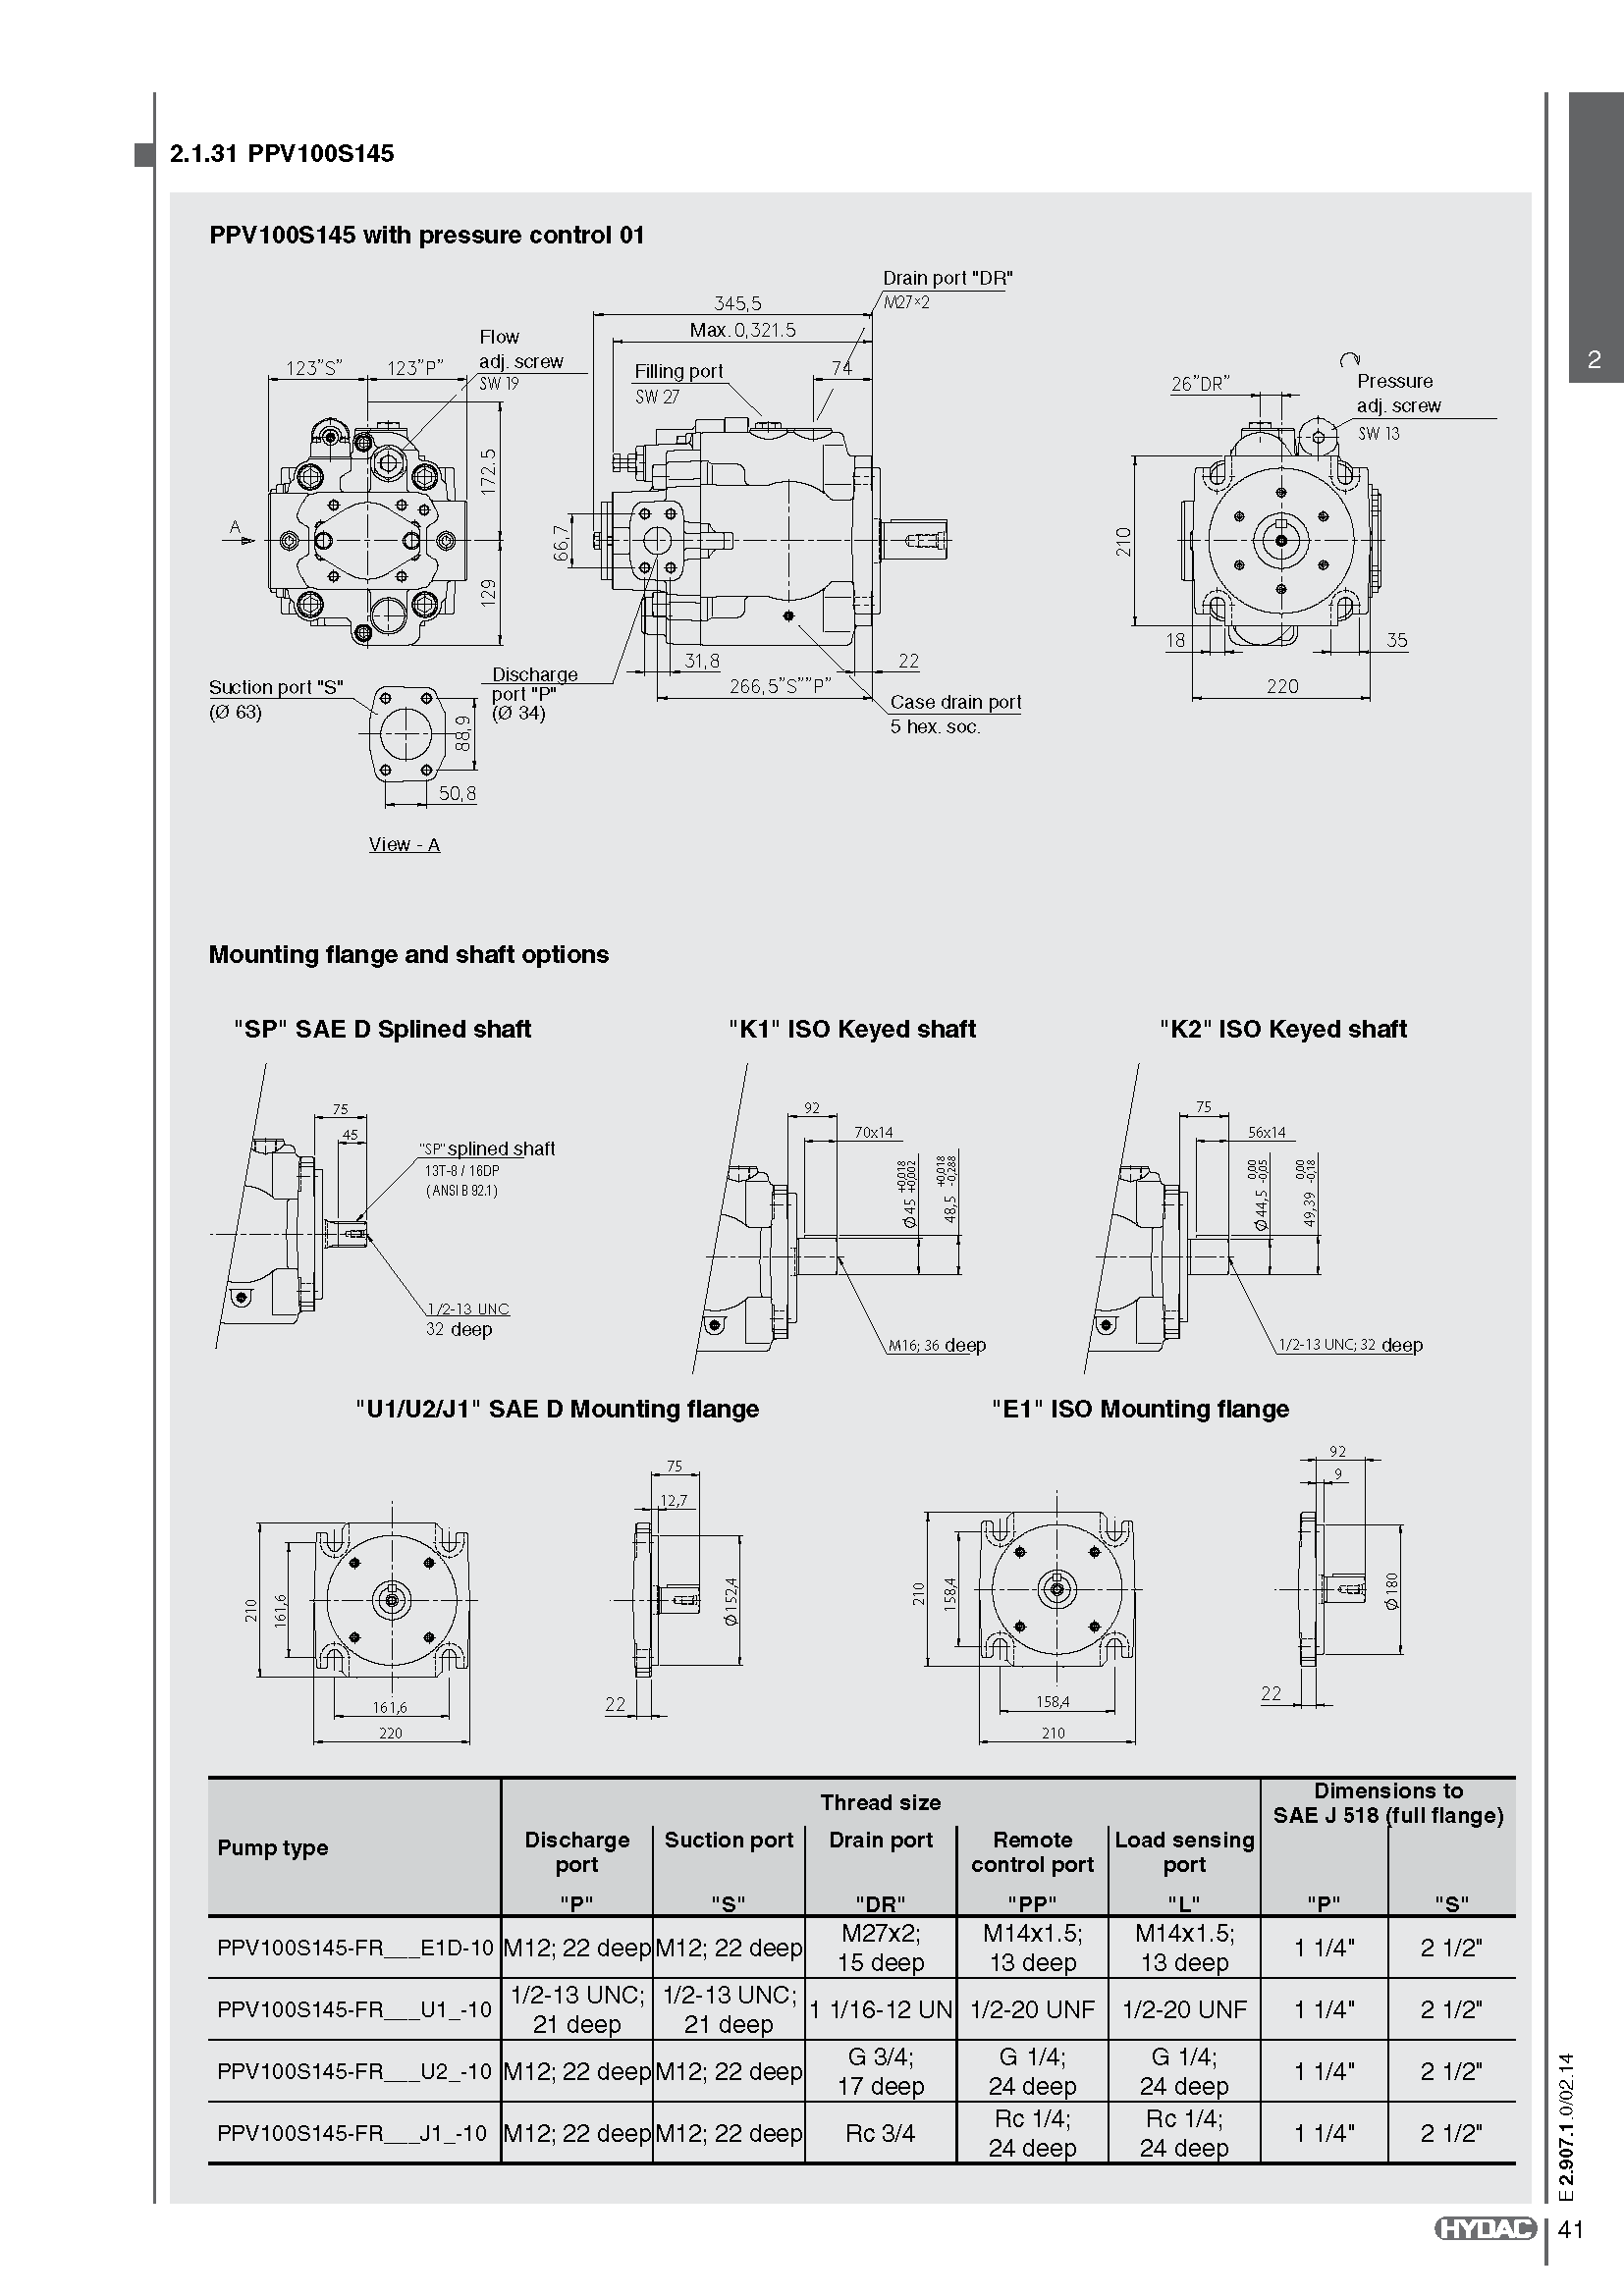 2.1.31 PPV100S145
2
PPV100S145 with pressure control 01
Drain port "DR"
M27×2
345,5
Max. 0,321.5
Flow
adj. screw
SW 19
123”S”
123”P”
Filling port
SW 27
74
26”DR”
Pressure
adj. screw
SW 13
172.5
129
A
66,7
210
31,8
22
266,5”S””P”
18
35
220
Suction port "S"
(Ø 63)
Discharge
port "P"
(Ø 34)
Case drain port
5 hex. soc.
88,9
50,8
View - A
Mounting flange and shaft options
"SP" SAE D Splined shaft
"K1" ISO Keyed shaft
"K2" ISO Keyed shaft
75
45
"SP" splined shaft
13T-8 / 16DP
( ANSI B 92.1 )
1/2-13 UNC
32 deep
92
70x14
Ø45 +0,018 +0,002
48,5 +0,018 -0,288
M16; 36 deep
75
56x14
Ø44,5 0,00 -0,05
49,39 0,00 -0,18
1/2-13 UNC; 32 deep
"U1/U2/J1" SAE D Mounting flange
"E1" ISO Mounting flange
210
161,6
161,6
220
75
12,7
Ø152,4
22
210
158,4
158,4
210
92
9
Ø180
22
Pump type
Thread size
Dimensions to
SAE J 518 (full flange)
Discharge port "P"
Suction port "S"
Drain port "DR"
Remote control port "PP"
Load sensing port "L"
"P"
"S"
PPV100S145-FR___E1D-10 M12; 22 deep M12; 22 deep M27x2; 15 deep M14x1.5; 13 deep M14x1.5; 13 deep 1 1/4" 2 1/2"
PPV100S145-FR___U1_-10 1/2-13 UNC; 21 deep 1/2-13 UNC; 21 deep 1 1/16-12 UN 1/2-20 UNF 1/2-20 UNF 1 1/4" 2 1/2"
PPV100S145-FR___U2_-10 M12; 22 deep M12; 22 deep G 3/4; 17 deep G 1/4; 24 deep G 1/4; 24 deep 1 1/4" 2 1/2"
PPV100S145-FR___J1_-10 M12; 22 deep M12; 22 deep Rc 3/4 Rc 1/4; 24 deep Rc 1/4; 24 deep 1 1/4" 2 1/2"
E 2.907.1.0/02.14
HYDAC
41